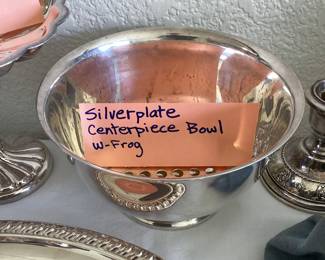 Silverplate
Centerpiece Bowl
W-Frog